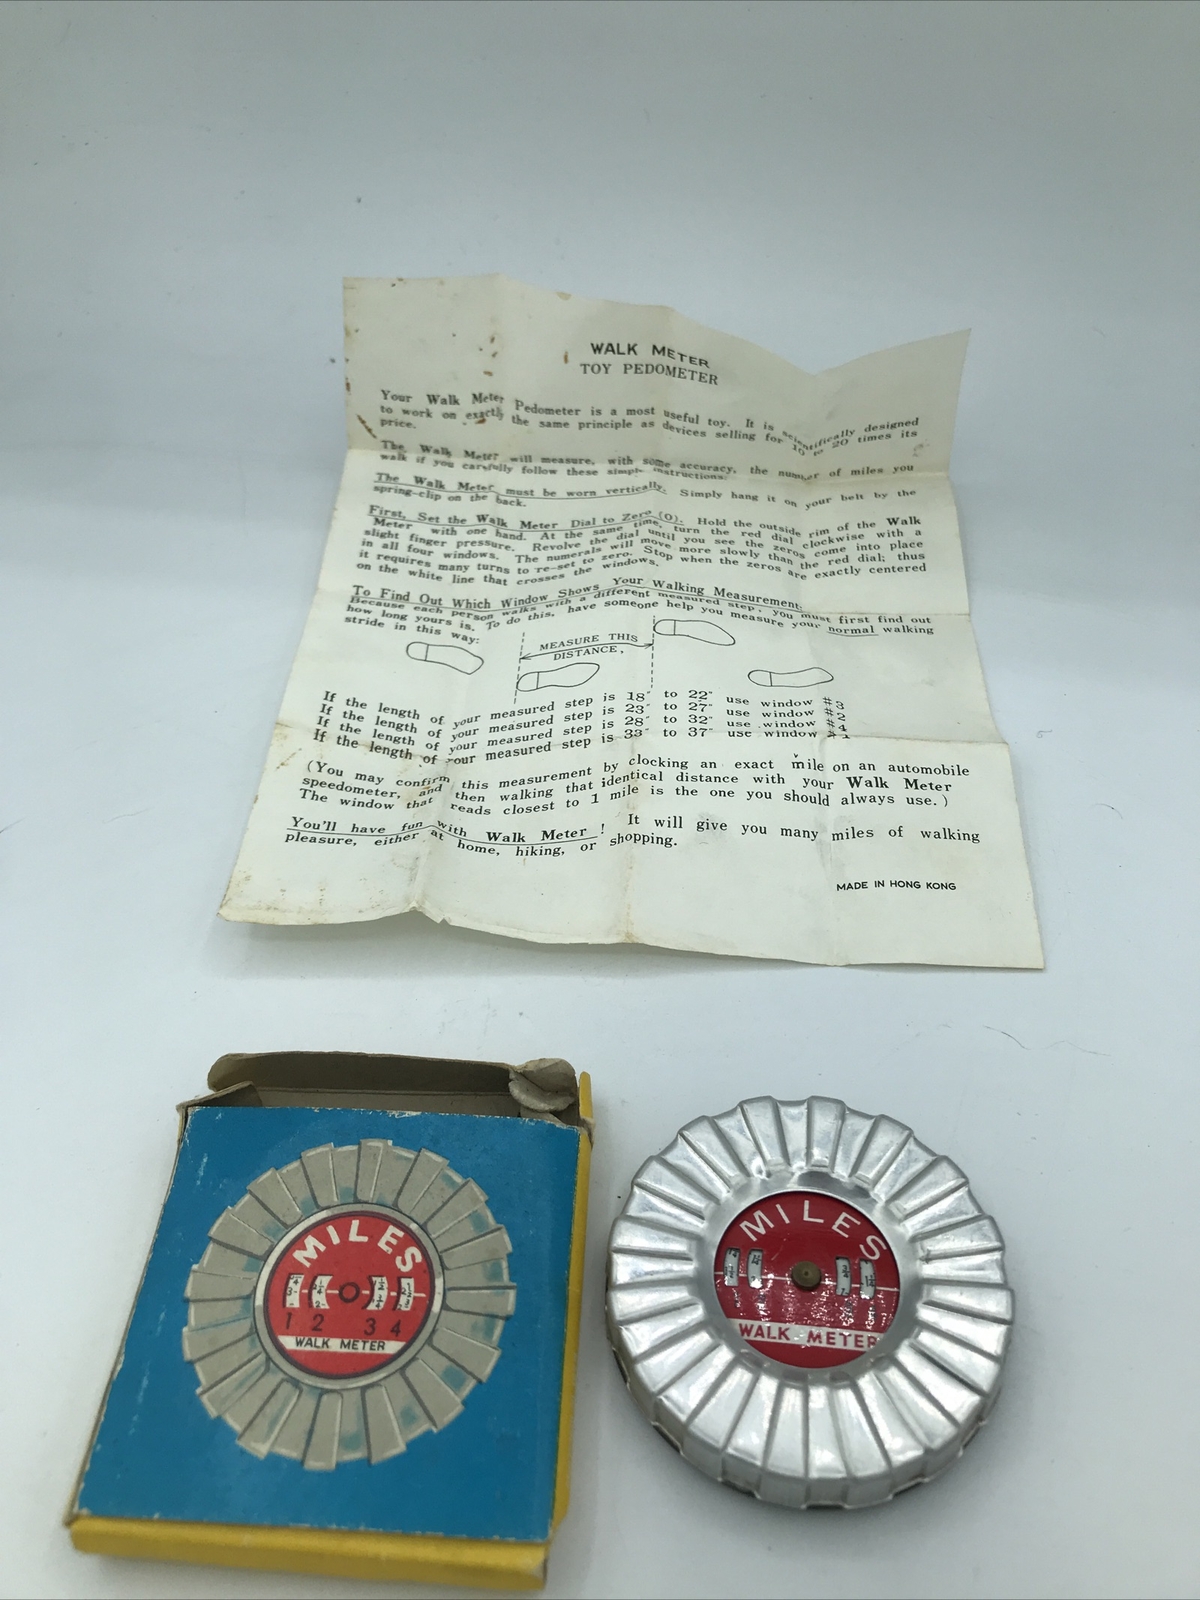 WALK METER
TOY PEDOMETER
Your Walk Meter Pedometer is a most useful toy. It is scientifically designed
to work on exactly the same principle as devices selling for 10 to 20 times its
price.
The Walk Meter will measure, with some accuracy, the number of miles you
walk if you carefully follow these simple instructions:
The Walk Meter must be worn vertically. Simply hang it on your belt by the
spring-clip on the back.
First, Set the Walk Meter Dial to Zero (O). Hold the outside rim of the Walk
Meter with one hand. At the same time, turn the red dial clockwise with a
slight finger pressure. Revolve the dial until you see the zeros come into place
in all four windows. The numerals will move more slowly than the red dial; thus
it requires many turns to re-set to zero. Stop when the zeros are exactly centered
on the white line that crosses the windows.
To Find Out Which Window Shows Your Walking Measurement:
Because each person walks with a different measured step, you must first find out
how long yours is. To do this, have someone help you measure your normal walking
stride in this way:
MEASURE THIS
DISTANCE,
If the length of your measured step is 18" to 22" use window #3
If the length of your measured step is 23" to 27" use window #2
If the length of your measured step is 28" to 32" use window #4
If the length of your measured step is 33" to 37" use window
(You may confirm this measurement by clocking an exact mile on an automobile
speedometer, and then walking that identical distance with your Walk Meter
The window that reads closest to 1 mile is the one you should always use.)
You'll have fun with Walk Meter! It will give you many miles of walking
pleasure, either at home, hiking, or shopping.
MADE IN HONG KONG
MILES
1 2 3 4
WALK METER
MILES
WALK METER